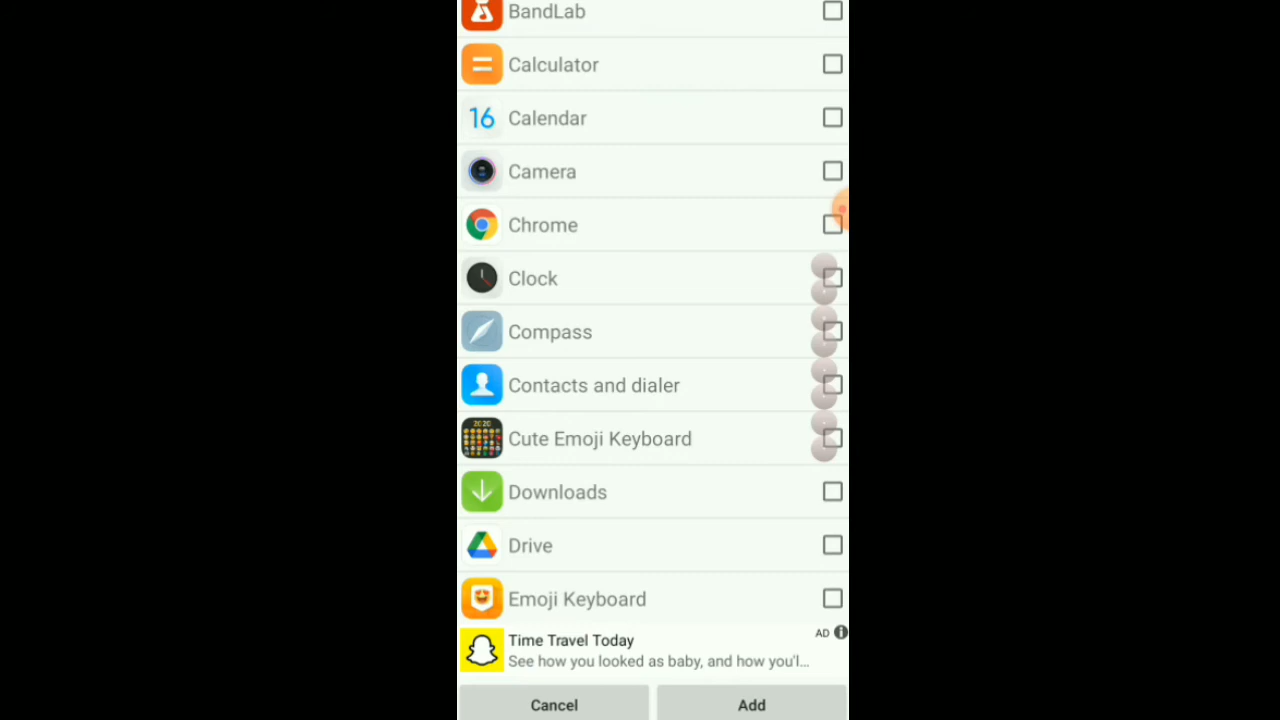 BandLab
Calculator
16 Calendar
Camera
Chrome
Clock
Compass
Contacts and dialer
2020
Cute Emoji Keyboard
Downloads
Drive
Emoji Keyboard
Time Travel Today
AD
See how you looked as baby, and how you'l...
Cancel Add